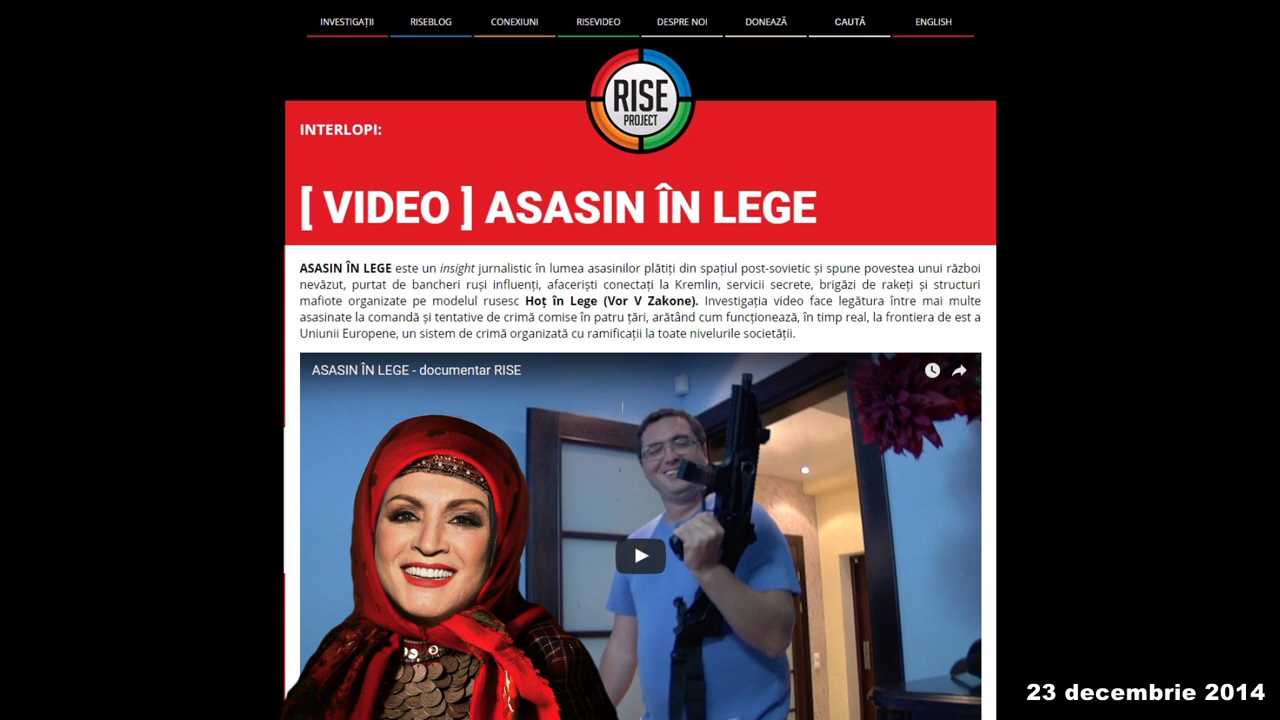 INVESTIGAȚII RISEBLOG CONEXIUNI RISEVIDEO DESPRE NOI DONEAZĂ CAUTĂ ENGLISH
RISE
PROJECT
INTERLOPI:
[ VIDEO ] ASASIN ÎN LEGE
ASASIN ÎN LEGE este un insight jurnalistic în lumea asasinilor plătiți din spațiul post-sovietic și spune povestea unui război
nevăzut, purtat de bancheri ruși influenți, afaceriști conectați la Kremlin, servicii secrete, brigăzi de rakeți și structuri
mafiote organizate pe modelul rusesc Hoț în Lege (Vor V Zakone). Investigația video face legătura între mai multe
asasinate la comandă și tentative de crimă comise în patru țări, arătând cum funcționează, în timp real, la frontiera de est a
Uniunii Europene, un sistem de crimă organizată cu ramificații la toate nivelurile societății.
ASASIN ÎN LEGE - documentar RISE
23 decembrie 2014